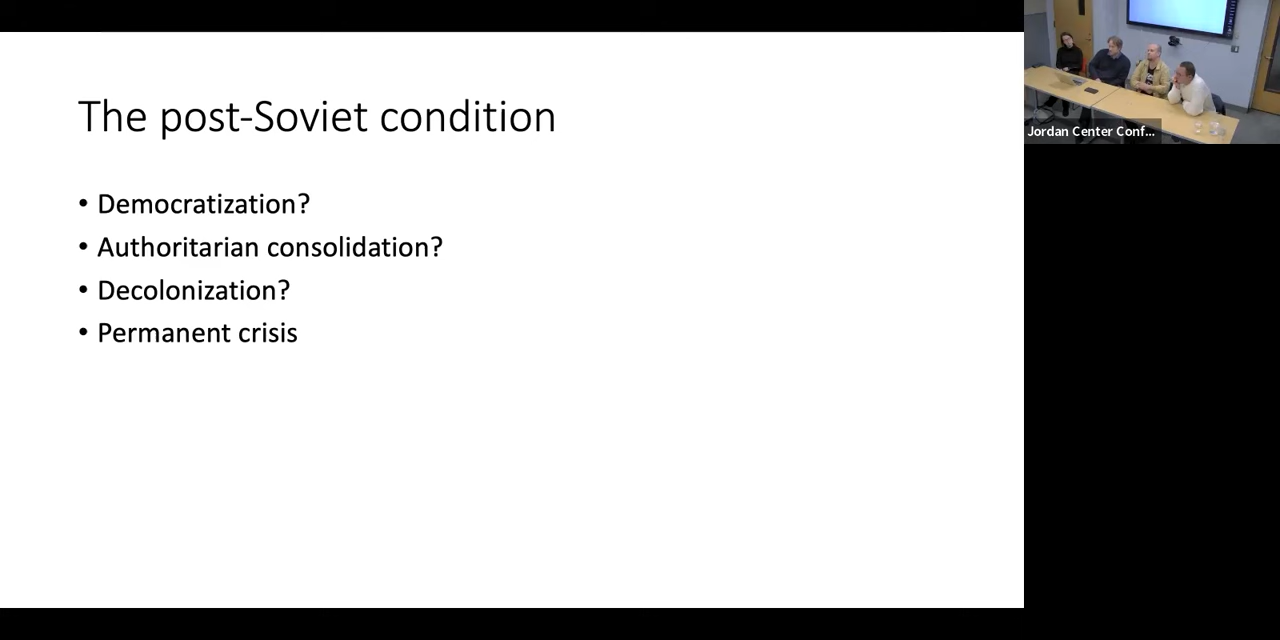 The post-Soviet condition
• Democratization?
• Authoritarian consolidation?
• Decolonization?
• Permanent crisis
Jordan Center Conf...